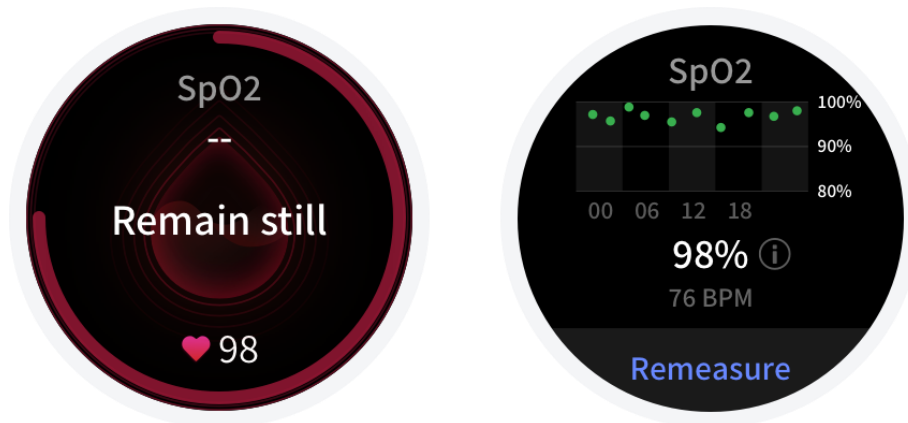 SpO2
--
Remain still
98
SpO2
100%
90%
80%
00 06 12 18
98% i
76 BPM
Remeasure